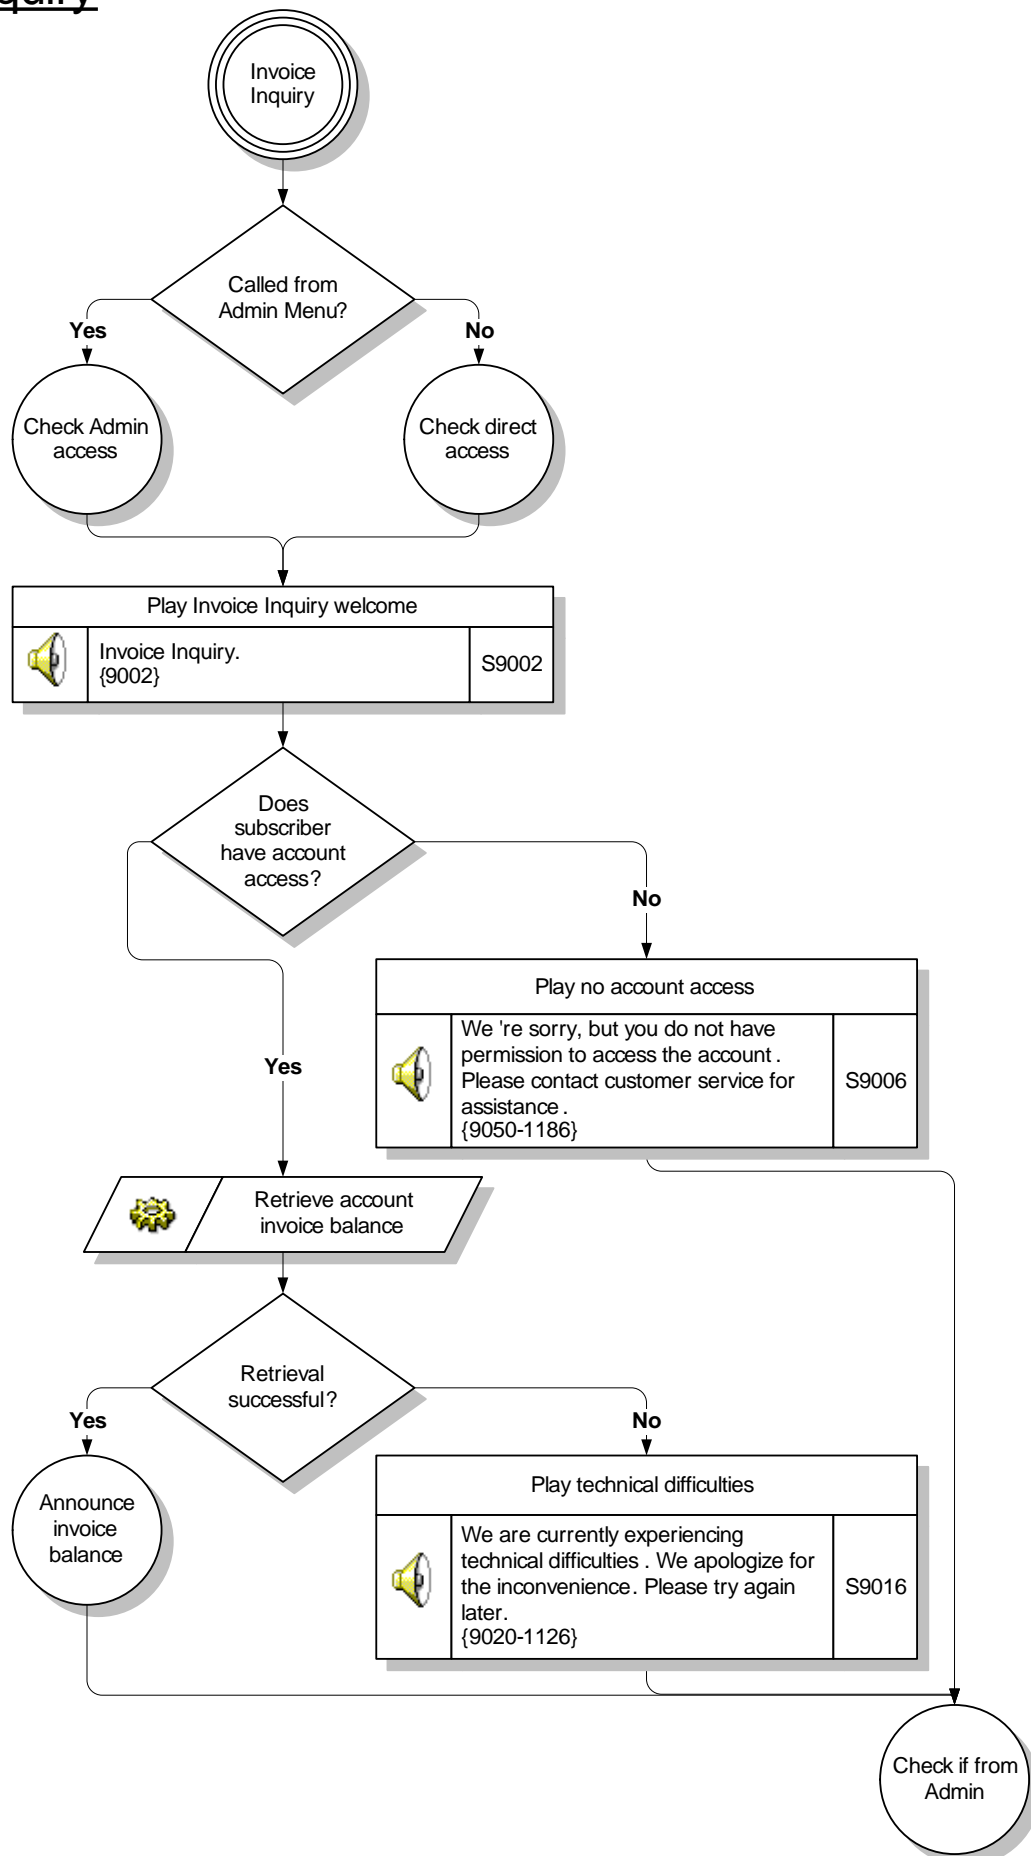 Invoice
Inquiry
Called from
Admin Menu?
Yes
No
Check Admin
access
Check direct
access
Play Invoice Inquiry welcome
Invoice Inquiry.
{9002}
S9002
Does
subscriber
have account
access?
No
Play no account access
We 're sorry, but you do not have
permission to access the account .
Please contact customer service for
assistance .
{9050-1186}
S9006
Yes
Retrieve account
invoice balance
Retrieval
successful?
Yes
No
Announce
invoice
balance
Play technical difficulties
We are currently experiencing
technical difficulties . We apologize for
the inconvenience. Please try again
later.
{9020-1126}
S9016
Check if from
Admin